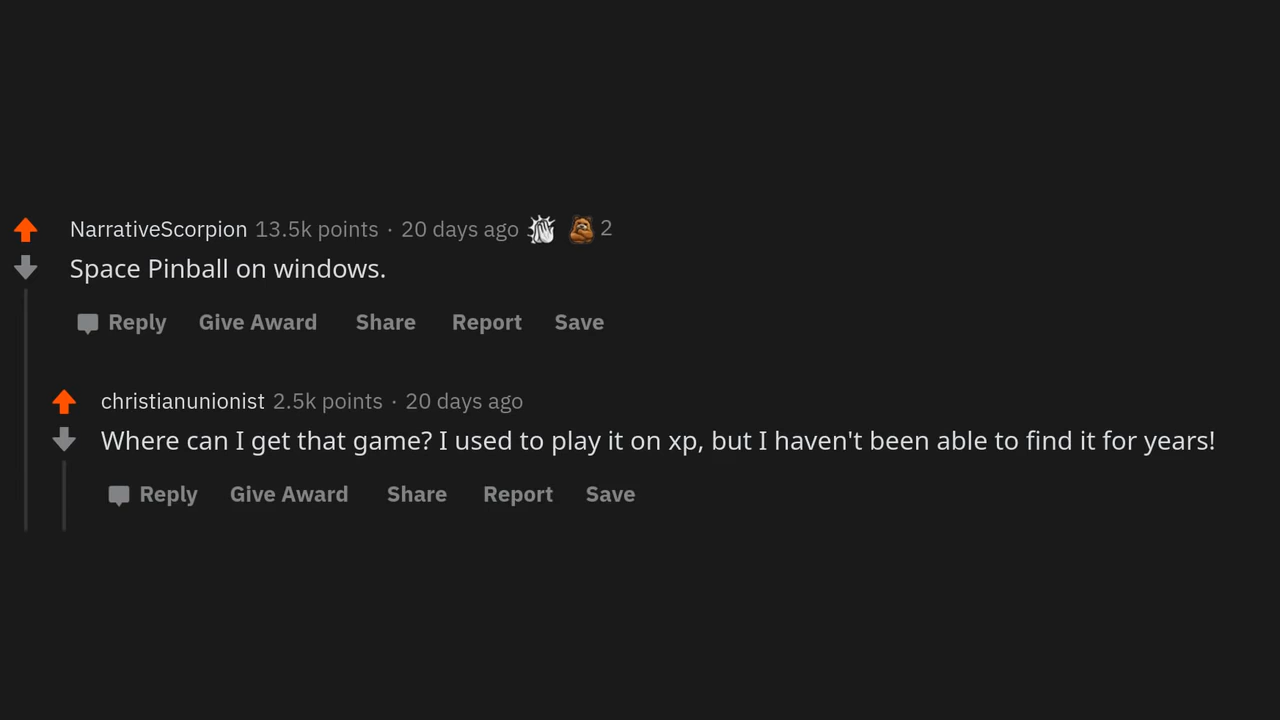 NarrativeScorpion 13.5k points · 20 days ago 2
Space Pinball on windows.
Reply Give Award Share Report Save
christianunionist 2.5k points · 20 days ago
Where can I get that game? I used to play it on xp, but I haven't been able to find it for years!
Reply Give Award Share Report Save